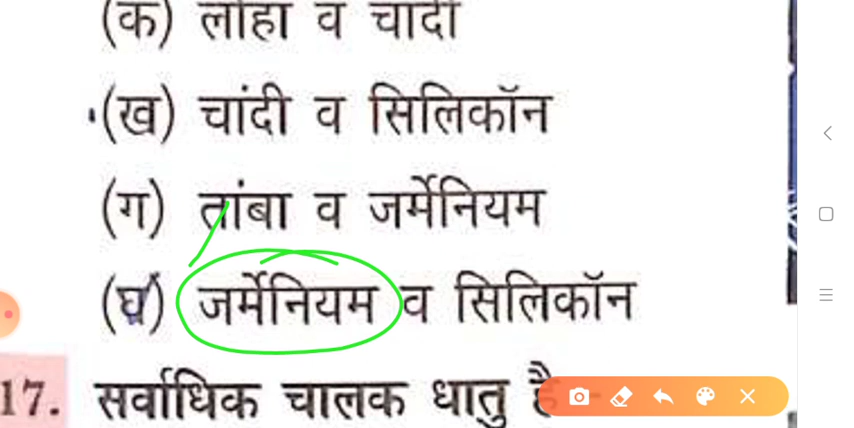 (क) लोहा व चांदी
(ख) चांदी व सिलिकॉन
(ग) तांबा व जर्मेनियम
(घ) जर्मेनियम व सिलिकॉन
17. सर्वाधिक चालक धातु है -